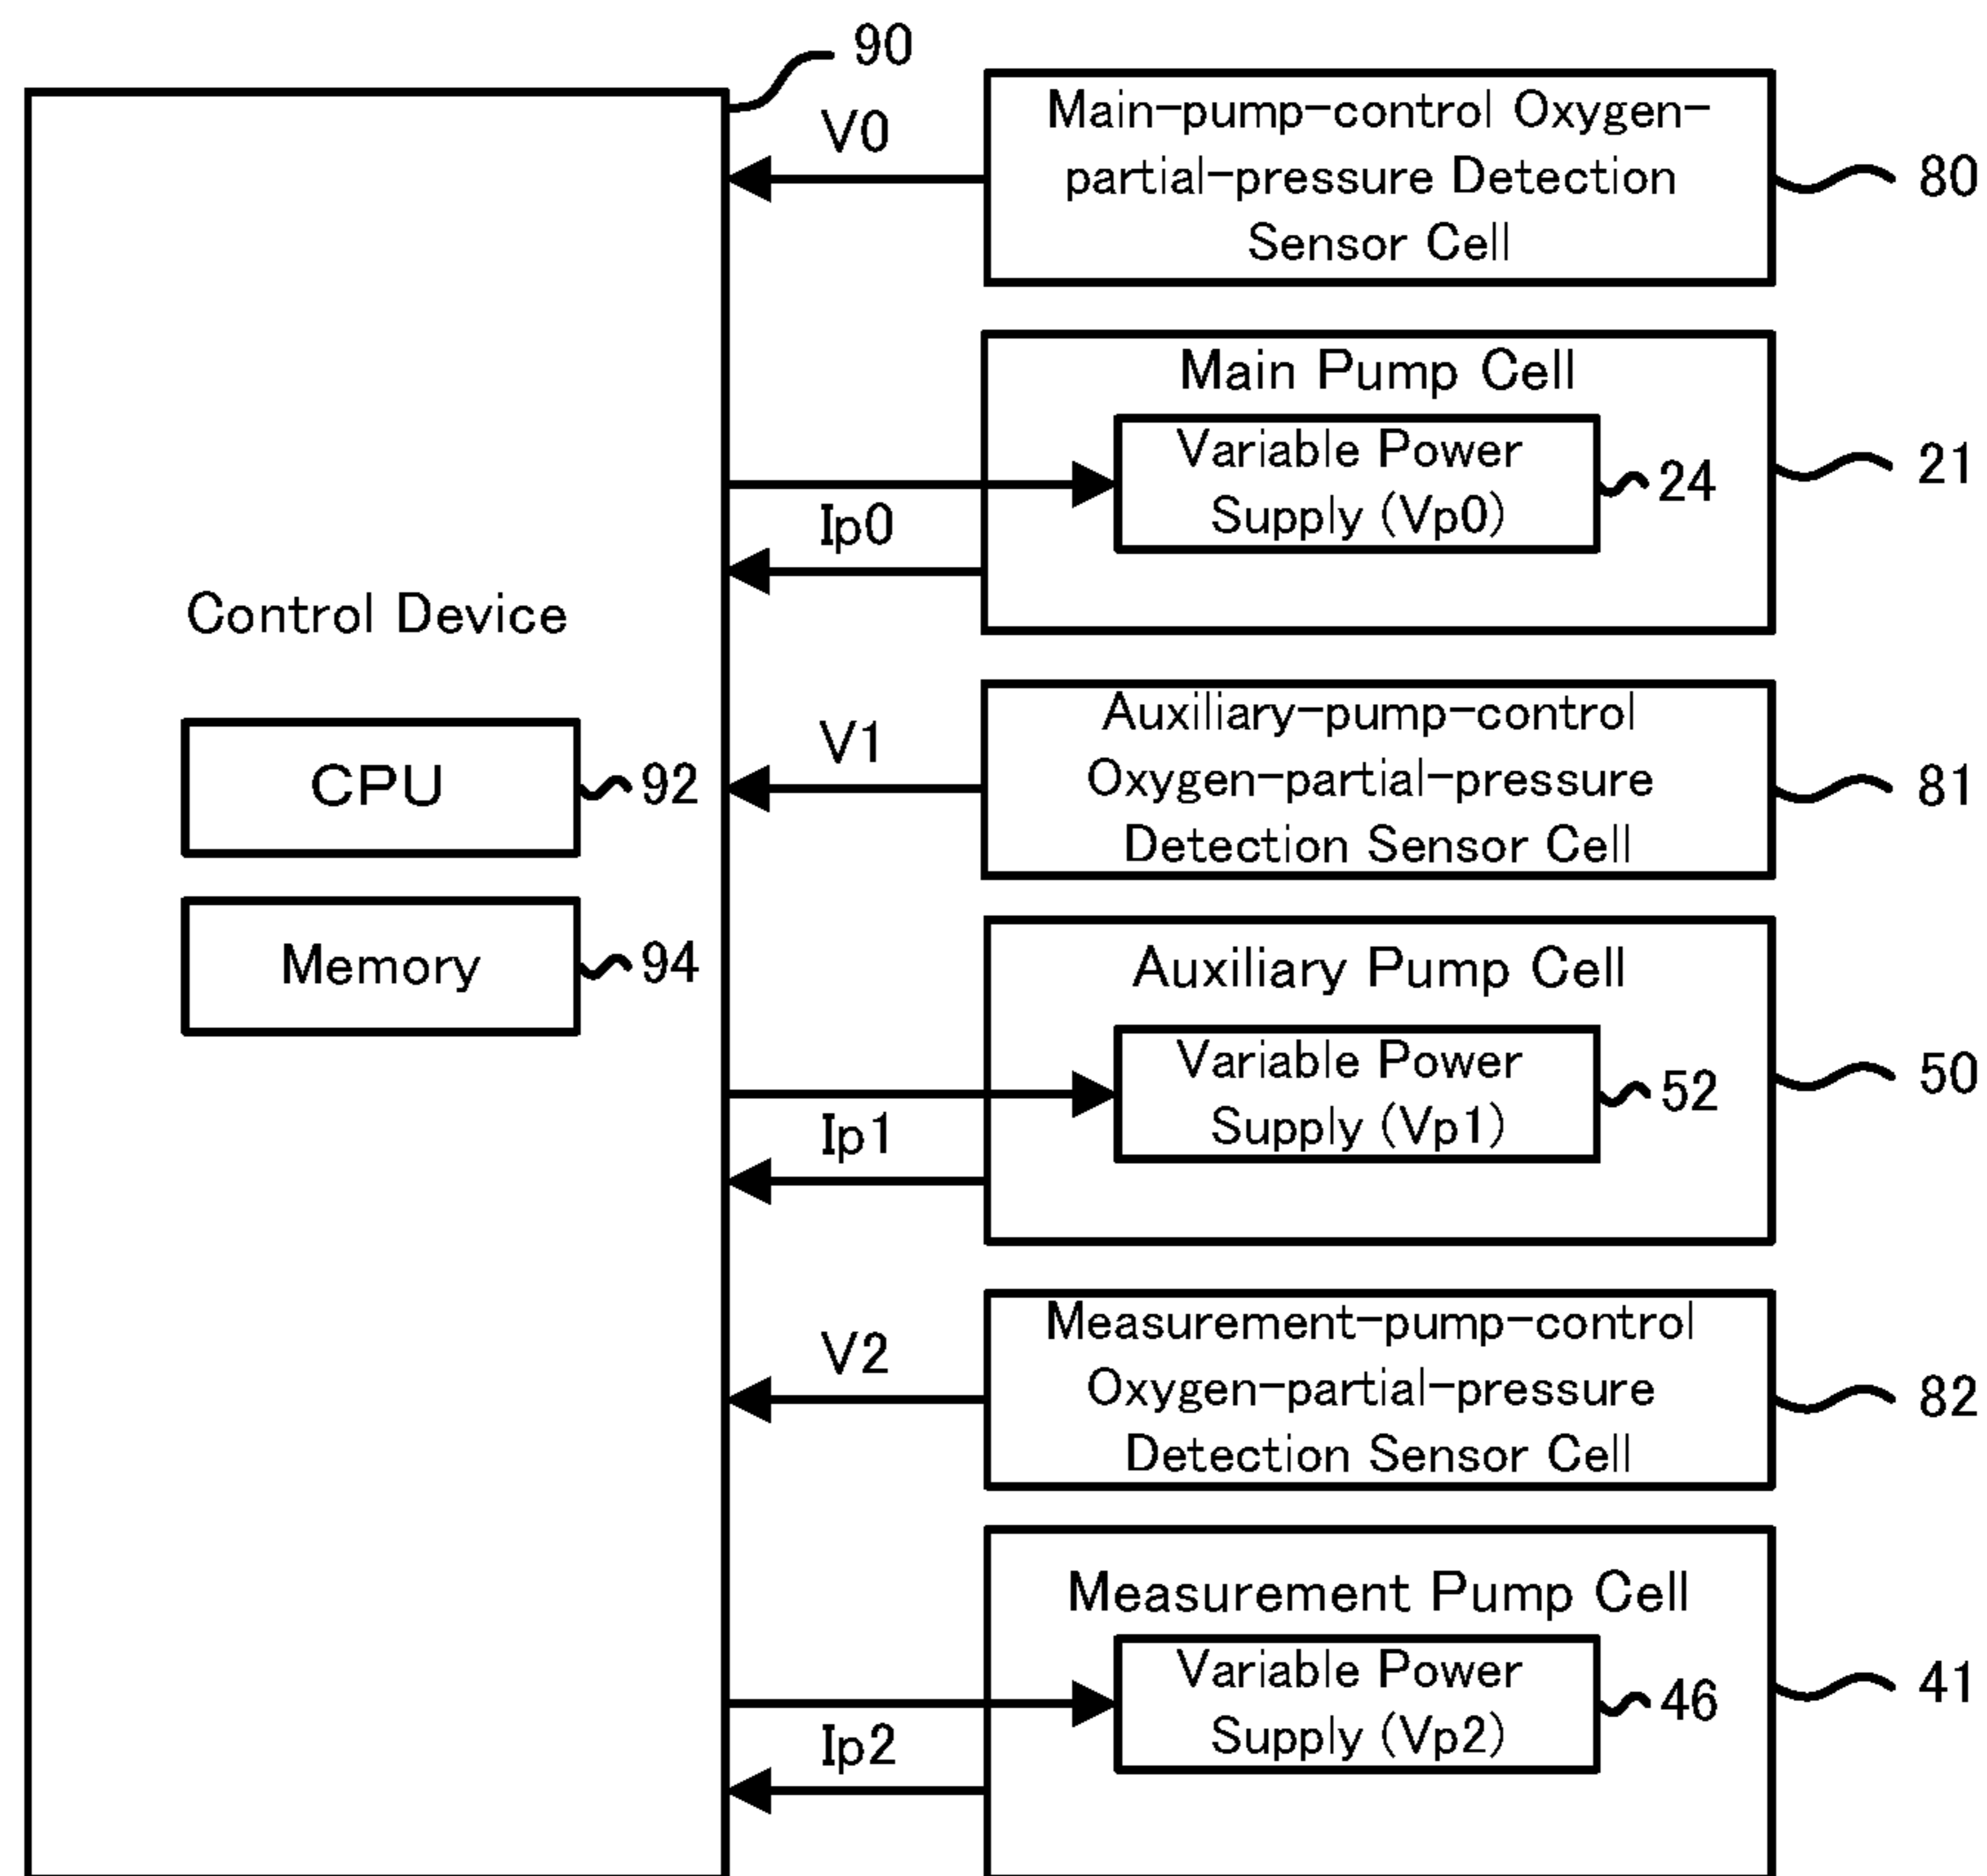 90
V0
Main-pump-control Oxygen-
partial-pressure Detection
Sensor Cell
80
Main Pump Cell
Variable Power
Supply (Vp0)
24
21
Ip0
Control Device
CPU
92
Memory
94
V1
Auxiliary-pump-control
Oxygen-partial-pressure
Detection Sensor Cell
81
Auxiliary Pump Cell
Variable Power
Supply (Vp1)
52
50
Ip1
V2
Measurement-pump-control
Oxygen-partial-pressure
Detection Sensor Cell
82
Measurement Pump Cell
Variable Power
Supply (Vp2)
46
41
Ip2